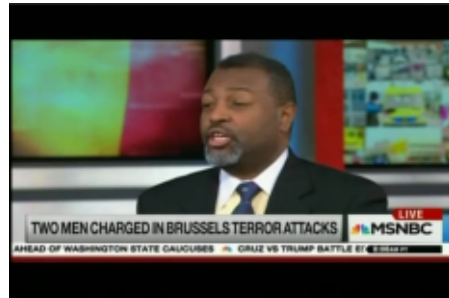 LIVE
TWO MEN CHARGED IN BRUSSELS TERROR ATTACKS
MSNBC
AHEAD OF WASHINGTON STATE CAUCUSES CRUZ VS TRUMP BATTLE